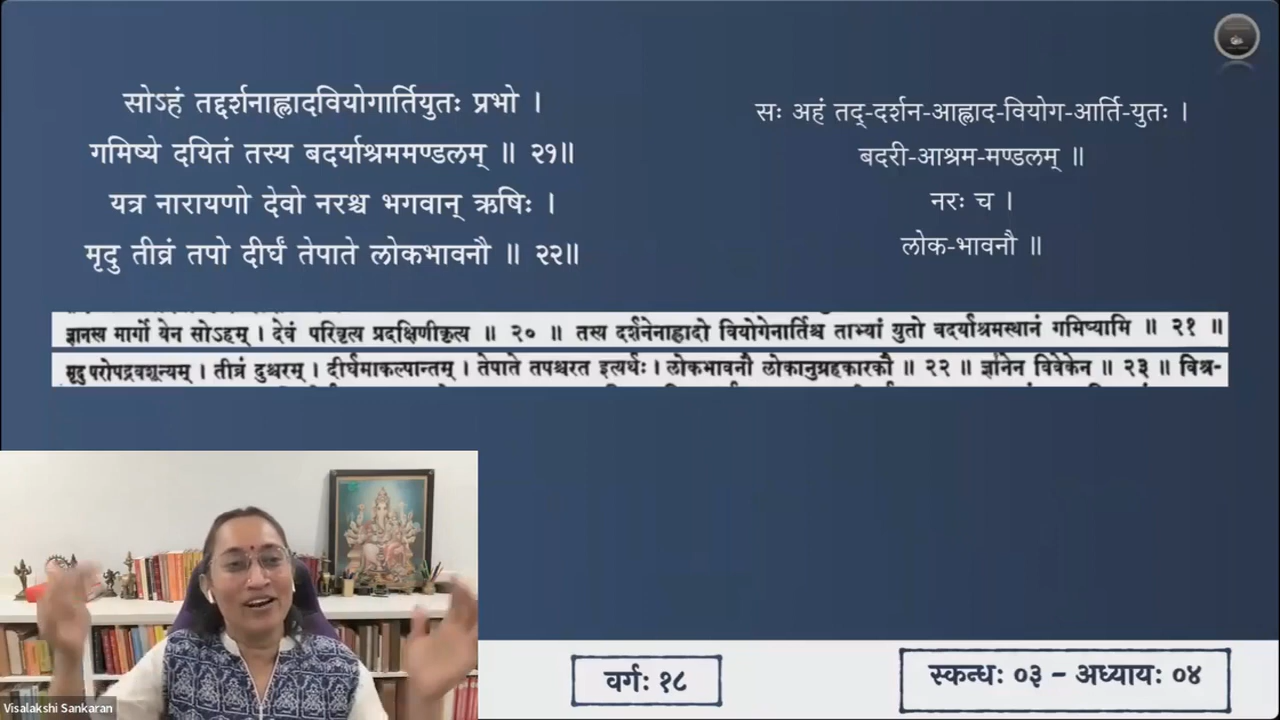 सोऽहं तद्दर्शनाह्लादवियोगार्तियुतः प्रभो ।
गमिष्ये दयितं तस्य बदर्याश्रममण्डलम् ॥ २१॥
यत्र नारायणो देवो नरश्च भगवान् ऋषिः ।
मृदु तीव्रं तपो दीर्घं तेपाते लोकभावनौ ॥ २२॥
सः अहं तद्-दर्शन-आह्लाद-वियोग-आर्ति-युतः ।
बदरी-आश्रम-मण्डलम् ॥
नरः च ।
लोक-भावनौ ॥
ज्ञानस्य मार्गो येन सोऽहम् । देवं परिवृत्य प्रदक्षिणीकृत्य ॥ २० ॥ तस्य दर्शनेनाह्लादो वियोगेनार्तिश्च ताभ्यां युतो बदर्याश्रमस्थानं गमिष्यामि ॥ २१ ॥
मृदु परोपद्रवशून्यम् । तीव्रं दुश्चरम् । दीर्घमाकल्पान्तम् । तेपाते तपश्चरत इत्यर्थः । लोकभावनौ लोकानुग्रहकारकौ ॥ २२ ॥ ज्ञानेन विवेकेन ॥ २३ ॥ विश्र-
Visalakshi Sankaran
वर्गः १८
स्कन्धः ०३ – अध्यायः ०४